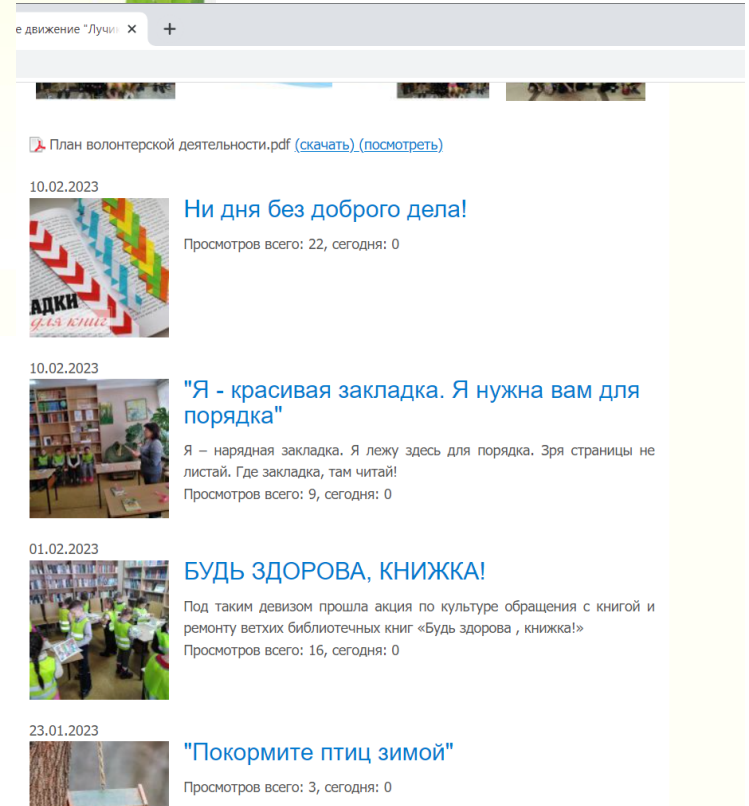 е движение "Лучи
План волонтерской деятельности.pdf (скачать) (посмотреть)
10.02.2023
АДКИ
для книг
Ни дня без доброго дела!
Просмотров всего: 22, сегодня: 0
10.02.2023
"Я - красивая закладка. Я нужна вам для
порядка"
Я – нарядная закладка. Я лежу здесь для порядка. Зря страницы не
листай. Где закладка, там читай!
Просмотров всего: 9, сегодня: 0
01.02.2023
БУДЬ ЗДОРОВА, КНИЖКА!
Под таким девизом прошла акция по культуре обращения с книгой и
ремонту ветхих библиотечных книг «Будь здорова , книжка!»
Просмотров всего: 16, сегодня: 0
23.01.2023
"Покормите птиц зимой"
Просмотров всего: 3, сегодня: 0